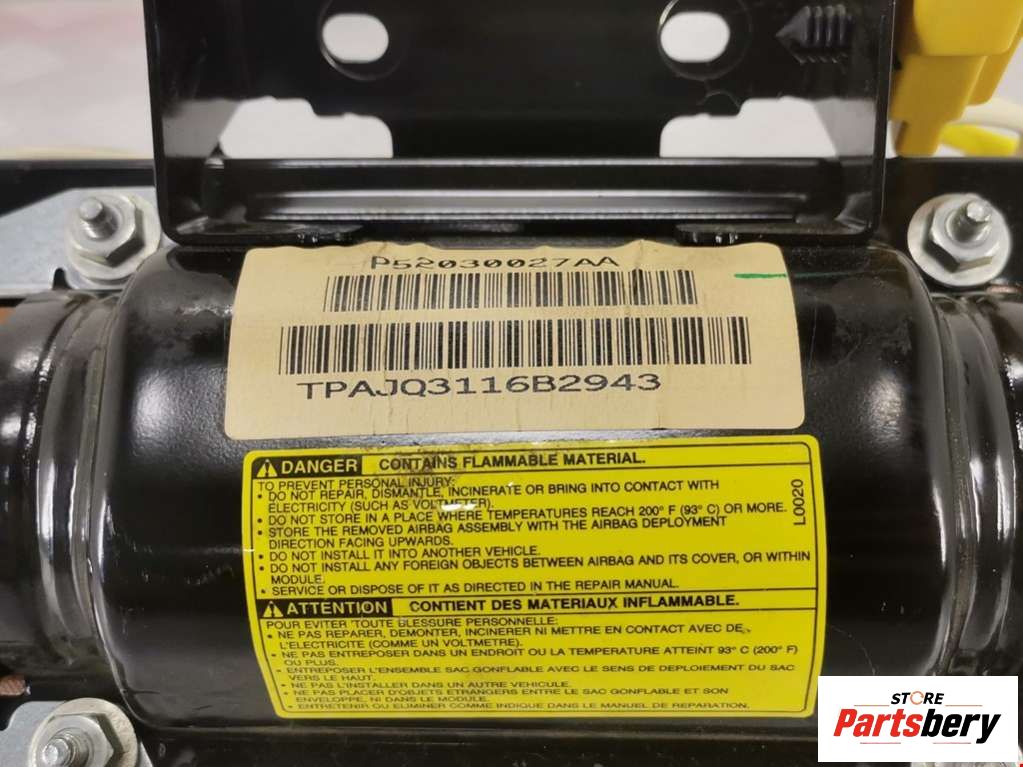 P52030027AA
TPAJQ3116B2943
DANGER CONTAINS FLAMMABLE MATERIAL.
TO PREVENT PERSONAL INJURY:
• DO NOT REPAIR, DISMANTLE, INCINERATE OR BRING INTO CONTACT WITH
ELECTRICITY (SUCH AS VOLTMETER).
• DO NOT STORE IN A PLACE WHERE TEMPERATURES REACH 200° F (93° C) OR MORE.
• STORE THE REMOVED AIRBAG ASSEMBLY WITH THE AIRBAG DEPLOYMENT
DIRECTION FACING UPWARDS.
• DO NOT INSTALL IT INTO ANOTHER VEHICLE.
• DO NOT INSTALL ANY FOREIGN OBJECTS BETWEEN AIRBAG AND ITS COVER, OR WITHIN
MODULE.
• SERVICE OR DISPOSE OF IT AS DIRECTED IN THE REPAIR MANUAL.
L0020
ATTENTION CONTIENT DES MATERIAUX INFLAMMABLE.
POUR EVITER TOUTE BLESSURE PERSONNELLE:
• NE PAS REPARER, DEMONTER, INCINERER NI METTRE EN CONTACT AVEC DE
L'ELECTRICITE (COMME UN VOLTMETRE).
• NE PAS ENTREPOSER DANS UN ENDROIT OU LA TEMPERATURE ATTEINT 93° C (200° F)
OU PLUS.
• ENTREPOSER L'ENSEMBLE SAC GONFLABLE AVEC LE SENS DE DEPLOIEMENT DU SAC
VERS LE HAUT.
• NE PAS L'INSTALLER DANS UN AUTRE VEHICULE.
• NE PAS PLACER D'OBJETS ETRANGERS ENTRE LE SAC GONFLABLE ET SON
ENVELOPPE, NI DANS LE MODULE.
• ENTRETENIR OU ELIMINER COMME INDIQUE DANS LE MANUEL DE REPARATION.
STORE
Partsbery